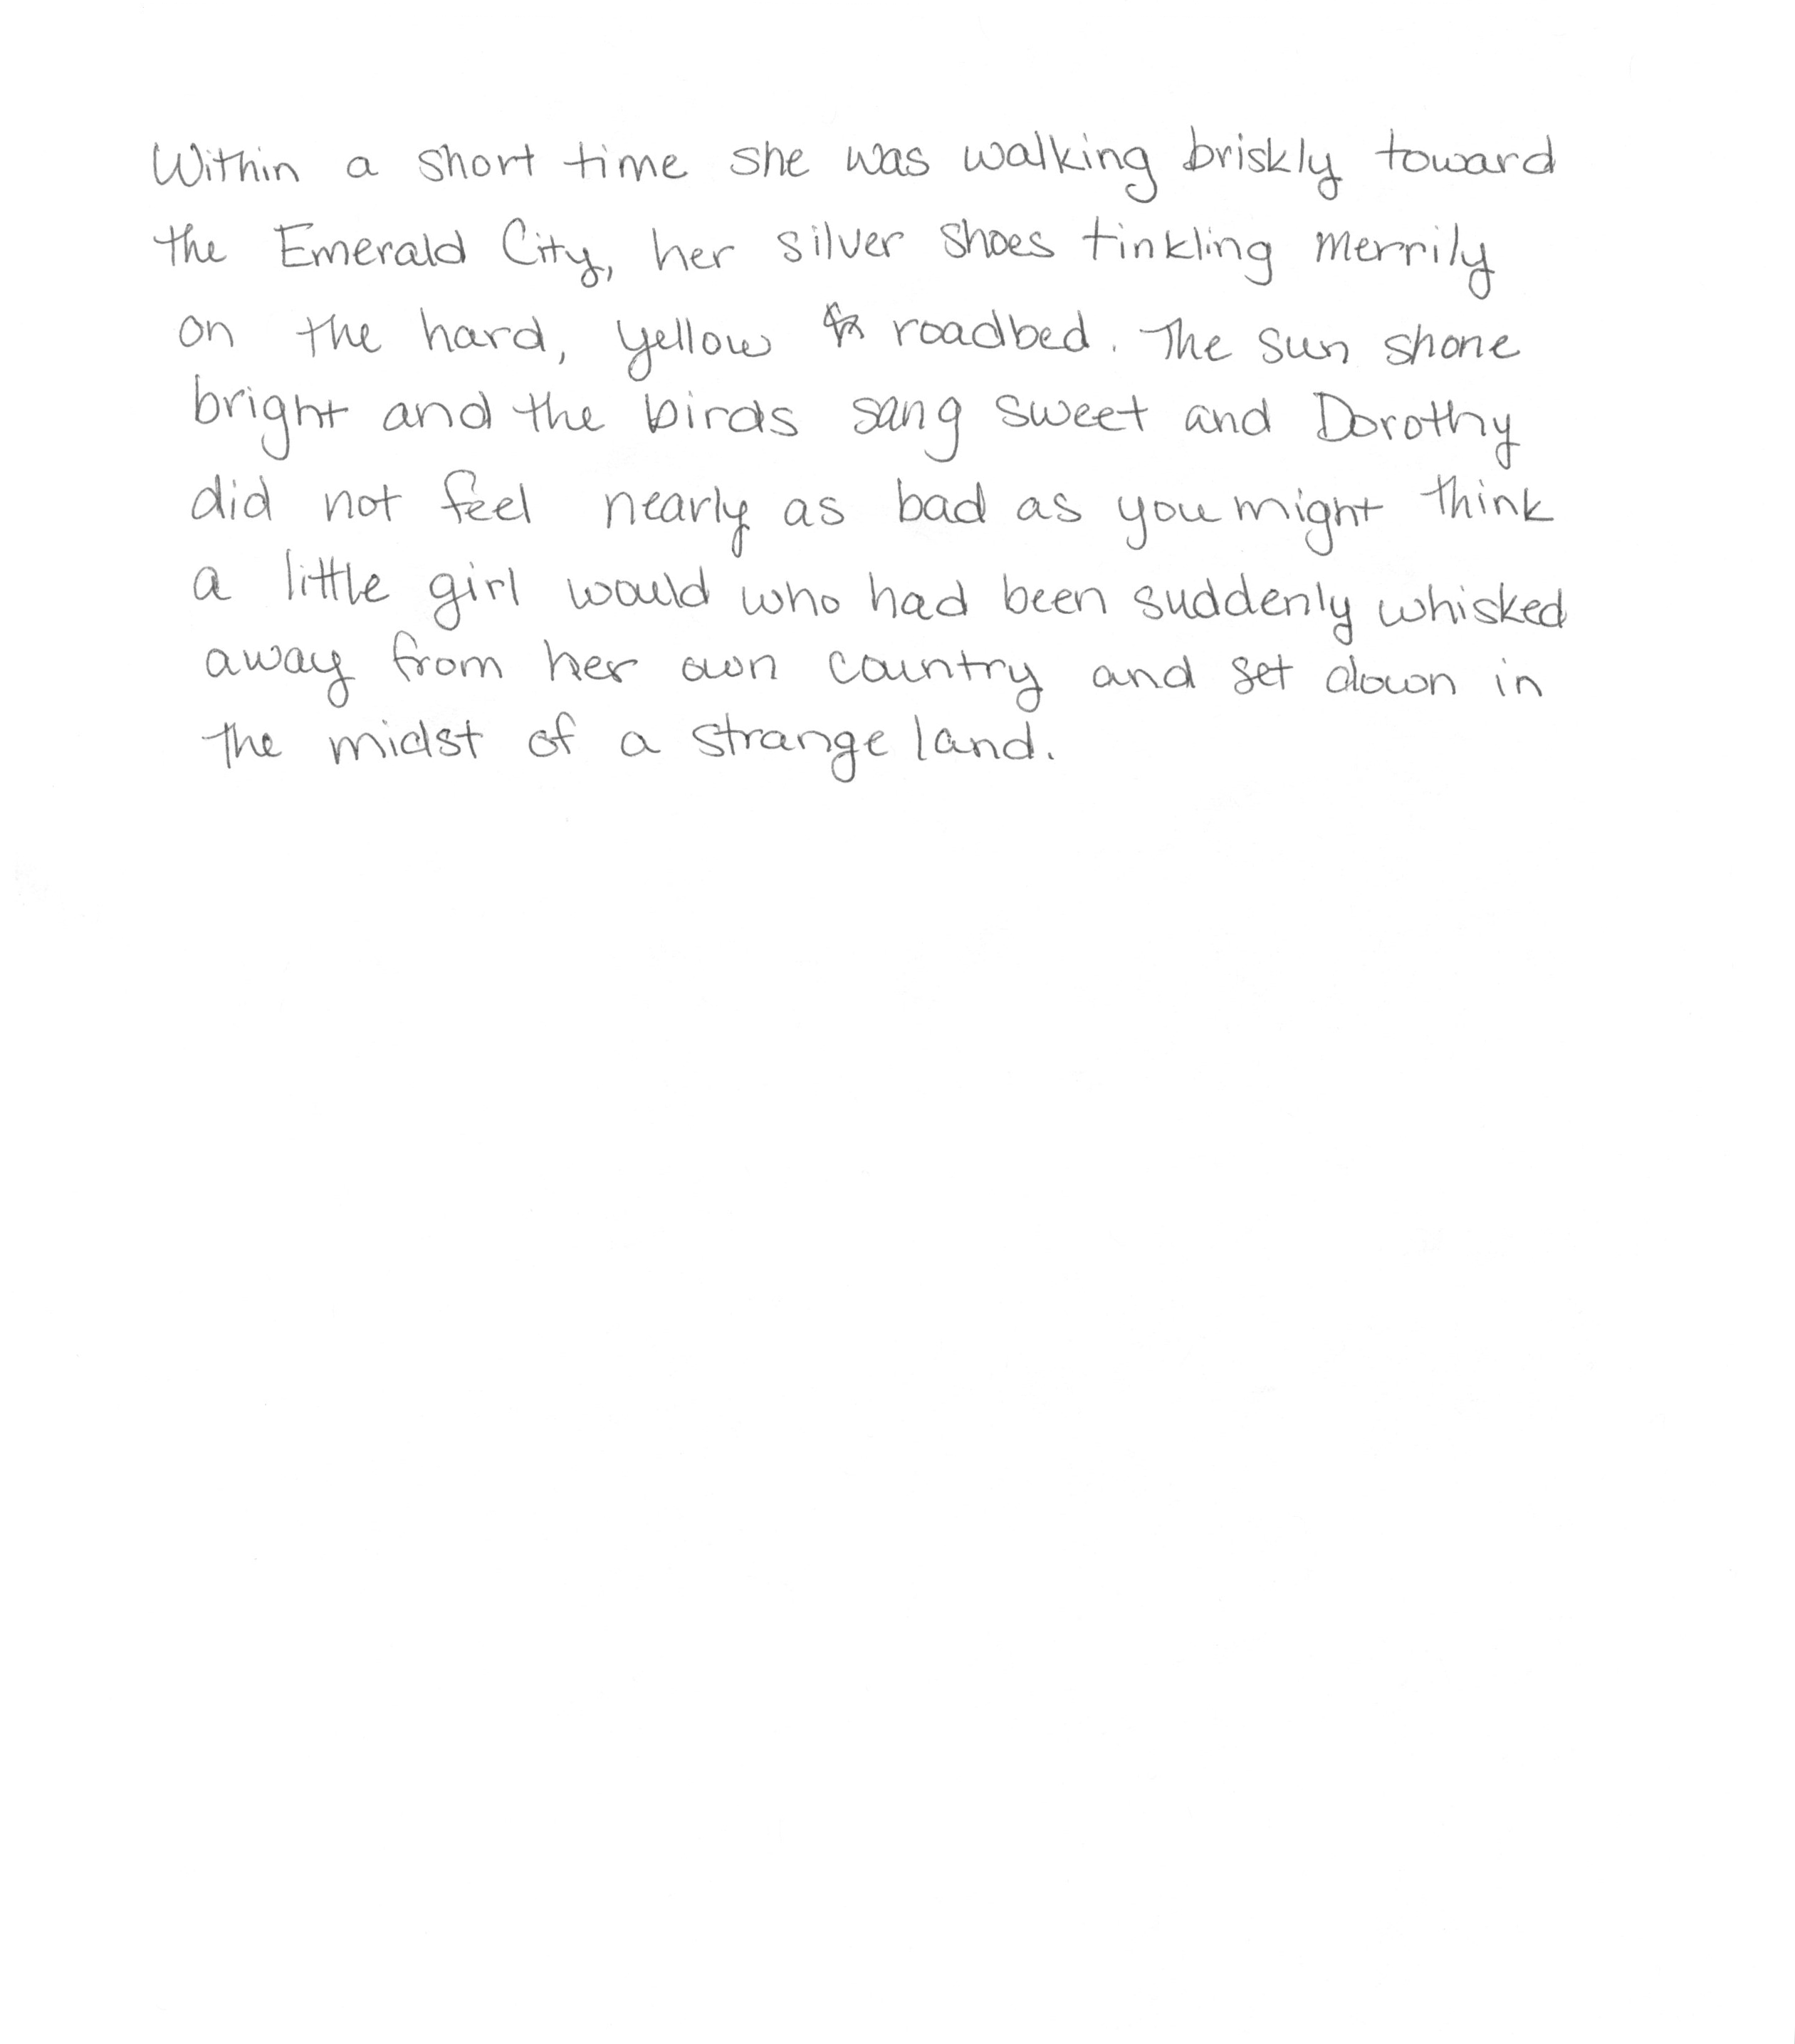 Within a short time she was walking briskly toward
the Emerald City, her silver shoes tinkling merrily
on the hard, yellow roadbed. The sun shone
bright and the birds sang sweet and Dorothy
did not feel nearly as bad as you might think
a little girl would who had been suddenly whisked
away from her own country and set down in
the midst of a strange land.